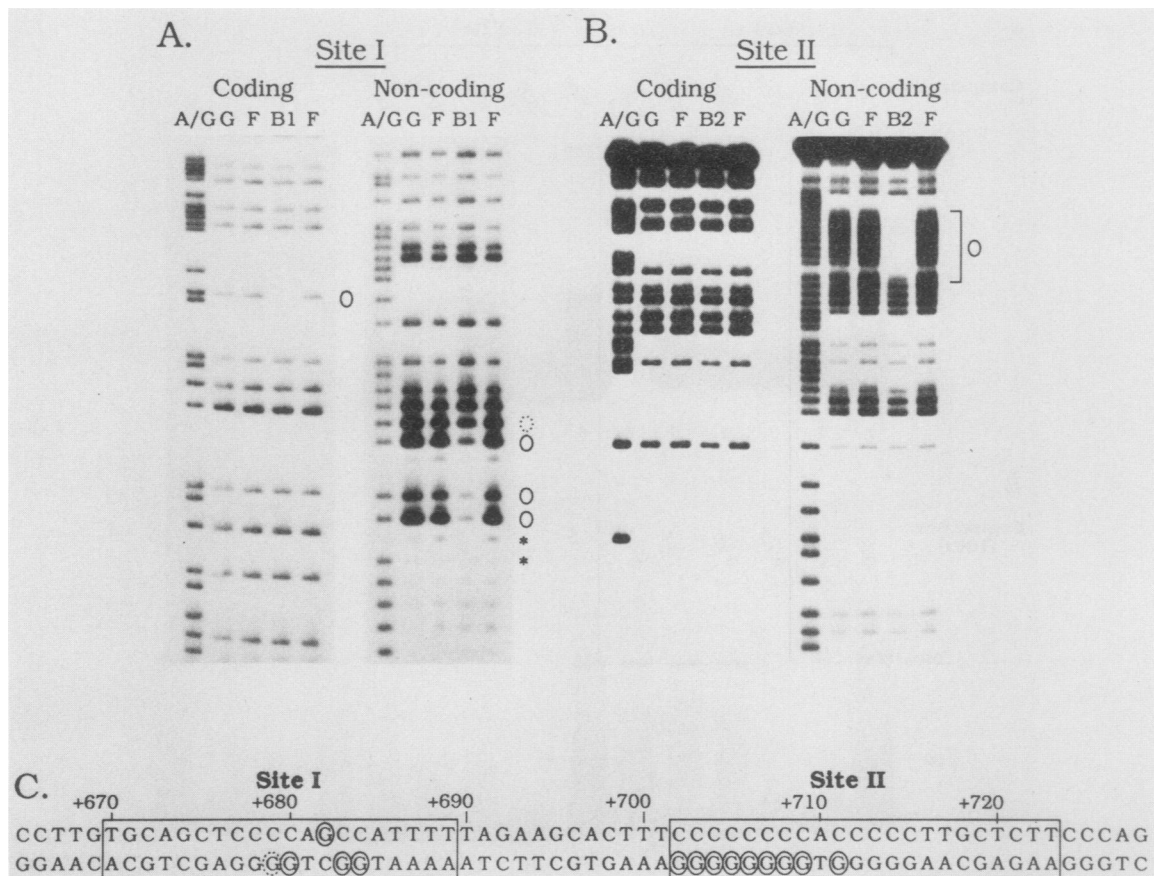 A.
Site I
Coding Non-coding
A/G G F B1 F A/G G F B1 F
*
*
B.
Site II
Coding Non-coding
A/G G F B2 F A/G G F B2 F
C.
Site I Site II
+670 +680 +690 +700 +710 +720
CCTTGTGCAGCTCCCCAGCCATTTTTAGAAGCACTTTCCCCCCCCACCCCCTTGCTCTTCCCAG
GGAACACGTCGAGGGGTCGGTAAAAATCTTCGTGAAAGGGGGGGGTGGGGGAACGAGAAGGGTC